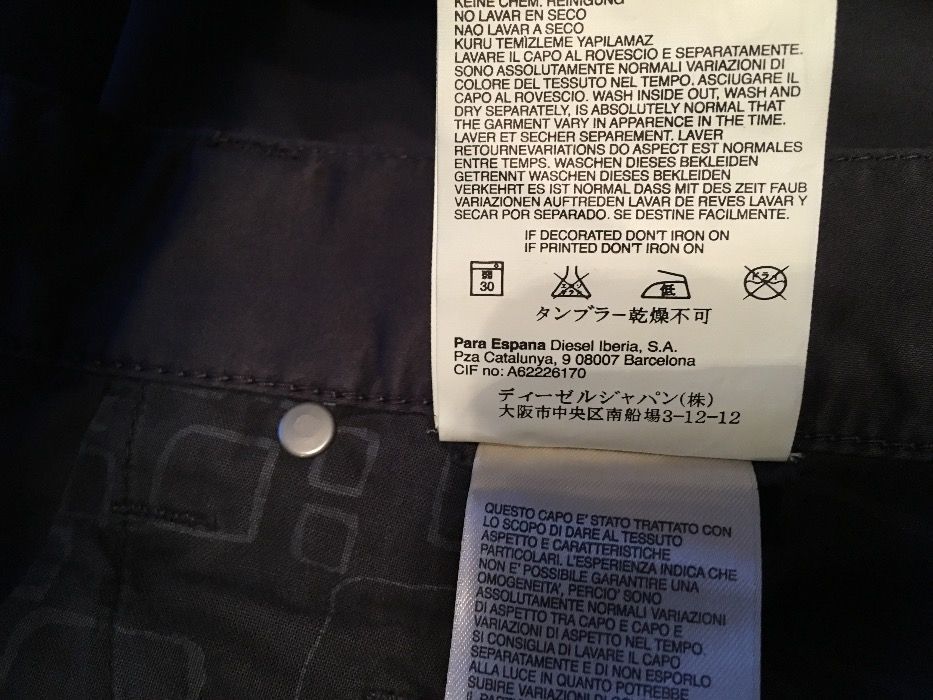 KEINE CHEM. REINIGUNG
NO LAVAR EN SECO
NAO LAVAR A SECO
KURU TEMİZLEME YAPILAMAZ
LAVARE IL CAPO AL ROVESCIO E SEPARATAMENTE.
SONO ASSOLUTAMENTE NORMALI VARIAZIONI DI
COLORE DEL TESSUTO NEL TEMPO. ASCIUGARE IL
CAPO AL ROVESCIO. WASH INSIDE OUT, WASH AND
DRY SEPARATELY, IS ABSOLUTELY NORMAL THAT
THE GARMENT VARY IN APPARENCE IN THE TIME.
LAVER ET SECHER SEPAREMENT. LAVER
RETOURNEVARIATIONS DO ASPECT EST NORMALES
ENTRE TEMPS. WASCHEN DIESES BEKLEIDEN
GETRENNT WASCHEN DIESES BEKLEIDEN
VERKEHRT ES IST NORMAL DASS MIT DES ZEIT FAUB
VARIAZIONEN AUFTREDEN LAVAR DE REVES LAVAR Y
SECAR POR SEPARADO. SE DESTINE FACILMENTE.
IF DECORATED DON'T IRON ON
IF PRINTED DON'T IRON ON
30 低 ドライ
タンブラー乾燥不可
Para Espana Diesel Iberia, S.A.
Pza Catalunya, 9 08007 Barcelona
CIF no: A62226170
ディーゼルジャパン(株)
大阪市中央区南船場3-12-12
QUESTO CAPO E' STATO TRATTATO CON
LO SCOPO DI DARE AL TESSUTO
ASPETTO E CARATTERISTICHE
PARTICOLARI. L'ESPERIENZA INDICA CHE
NON E' POSSIBILE GARANTIRE UNA
OMOGENEITA', PERCIO' SONO
ASSOLUTAMENTE NORMALI VARIAZIONI
DI ASPETTO TRA CAPO E CAPO E
VARIAZIONI DI ASPETTO NEL TEMPO.
SI CONSIGLIA DI LAVARE IL CAPO
SEPARATAMENTE E DI NON ESPORLO
ALLA LUCE IN QUANTO POTREBBE
SUBIRE VARIAZIONI DI ASPETTO